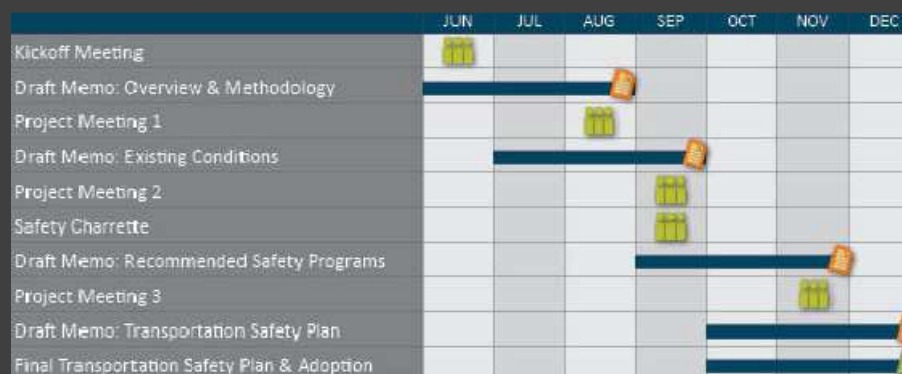 JUN JUL AUG SEP OCT NOV DEC
Kickoff Meeting
Draft Memo: Overview & Methodology
Project Meeting 1
Draft Memo: Existing Conditions
Project Meeting 2
Safety Charrette
Draft Memo: Recommended Safety Programs
Project Meeting 3
Draft Memo: Transportation Safety Plan
Final Transportation Safety Plan & Adoption